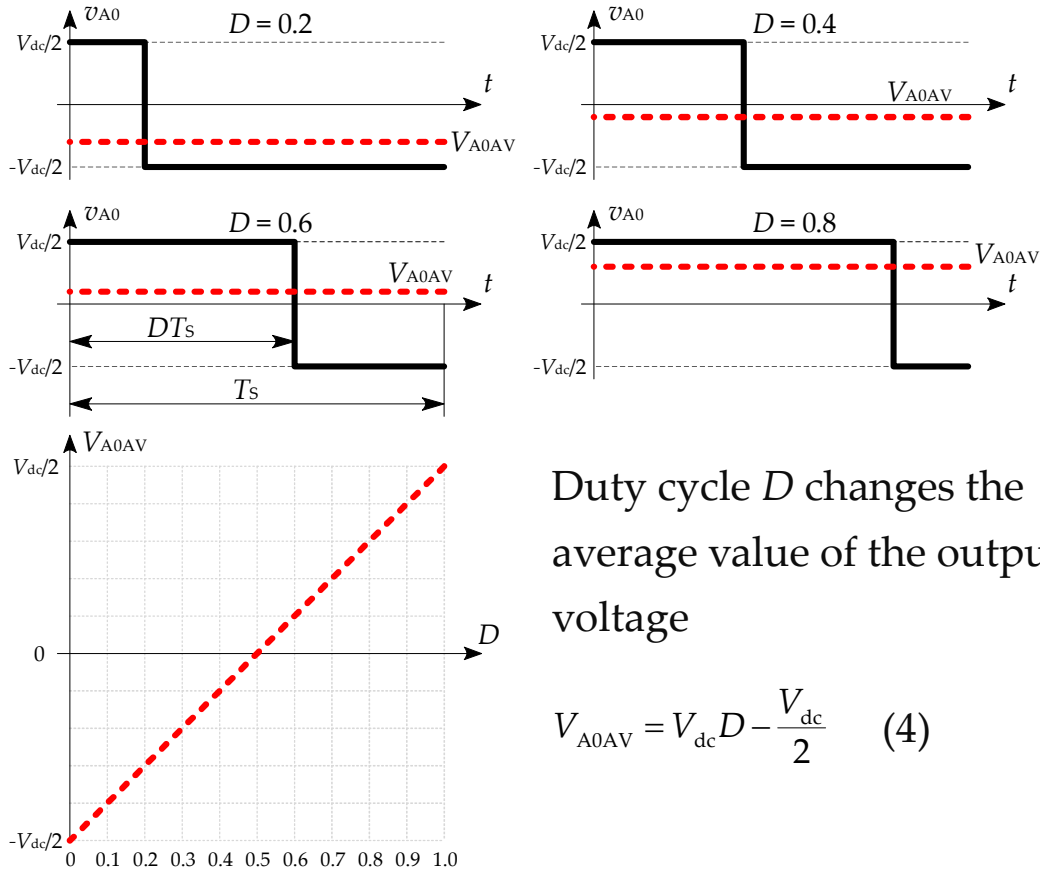 vA0
D = 0.2
Vdc/2
t
VA0AV
-Vdc/2
vA0
D = 0.4
Vdc/2
t
VA0AV
-Vdc/2
vA0
D = 0.6
Vdc/2
VA0AV
t
DTS
-Vdc/2
TS
vA0
D = 0.8
Vdc/2
VA0AV
t
-Vdc/2
VA0AV
Vdc/2
0
D
-Vdc/2
0 0.1 0.2 0.3 0.4 0.5 0.6 0.7 0.8 0.9 1.0
Duty cycle D changes the
average value of the outpu
voltage
VA0AV = VdcD − Vdc/2 (4)